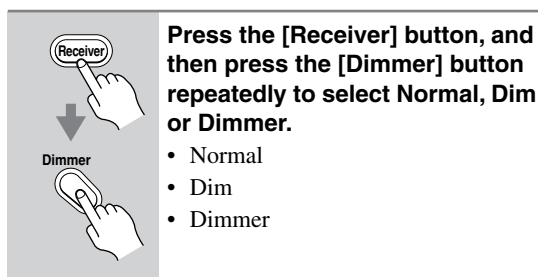 Receiver
Dimmer
Press the [Receiver] button, and
then press the [Dimmer] button
repeatedly to select Normal, Dim
or Dimmer.
• Normal
• Dim
• Dimmer